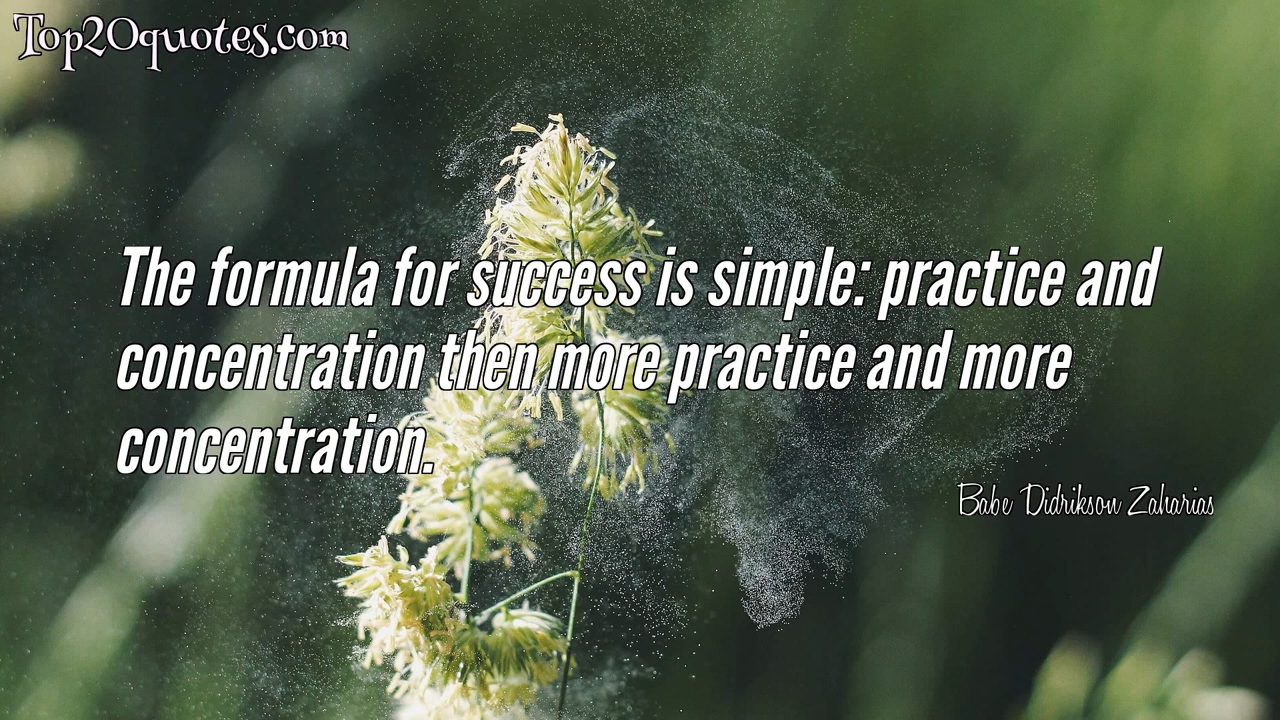 Top20quotes.com
The formula for success is simple: practice and
concentration then more practice and more
concentration.
Babe Didrikson Zaharias